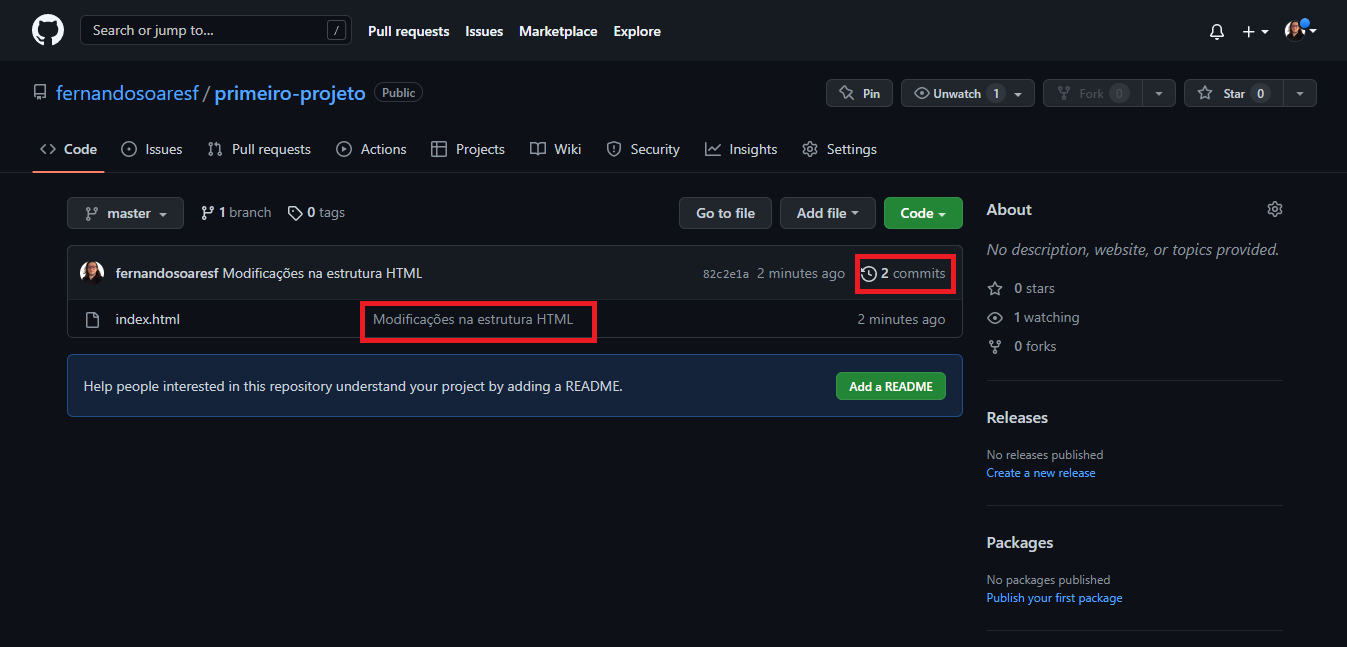 Search or jump to... / Pull requests Issues Marketplace Explore
fernandosoaresf / primeiro-projeto Public Pin Unwatch 1 Fork 0 Star 0
Code Issues Pull requests Actions Projects Wiki Security Insights Settings
master 1 branch 0 tags Go to file Add file Code
fernandosoaresf Modificações na estrutura HTML 82c2e1a 2 minutes ago 2 commits
index.html Modificações na estrutura HTML 2 minutes ago
Help people interested in this repository understand your project by adding a README. Add a README
About
No description, website, or topics provided.
0 stars
1 watching
0 forks
Releases
No releases published
Create a new release
Packages
No packages published
Publish your first package